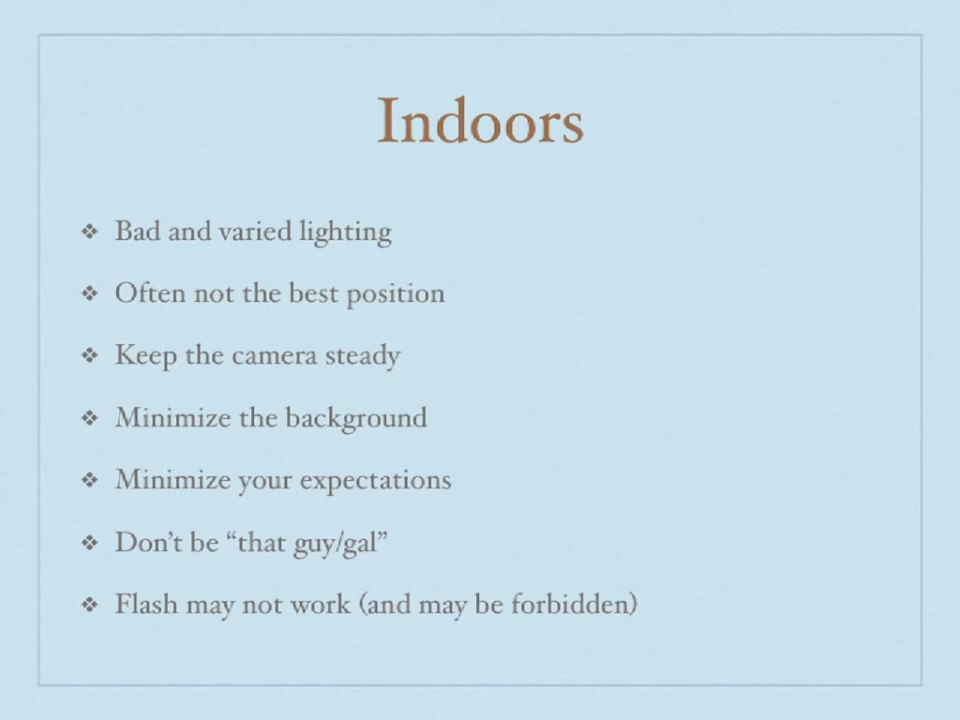 Indoors
❖ Bad and varied lighting
❖ Often not the best position
❖ Keep the camera steady
❖ Minimize the background
❖ Minimize your expectations
❖ Don’t be “that guy/gal”
❖ Flash may not work (and may be forbidden)